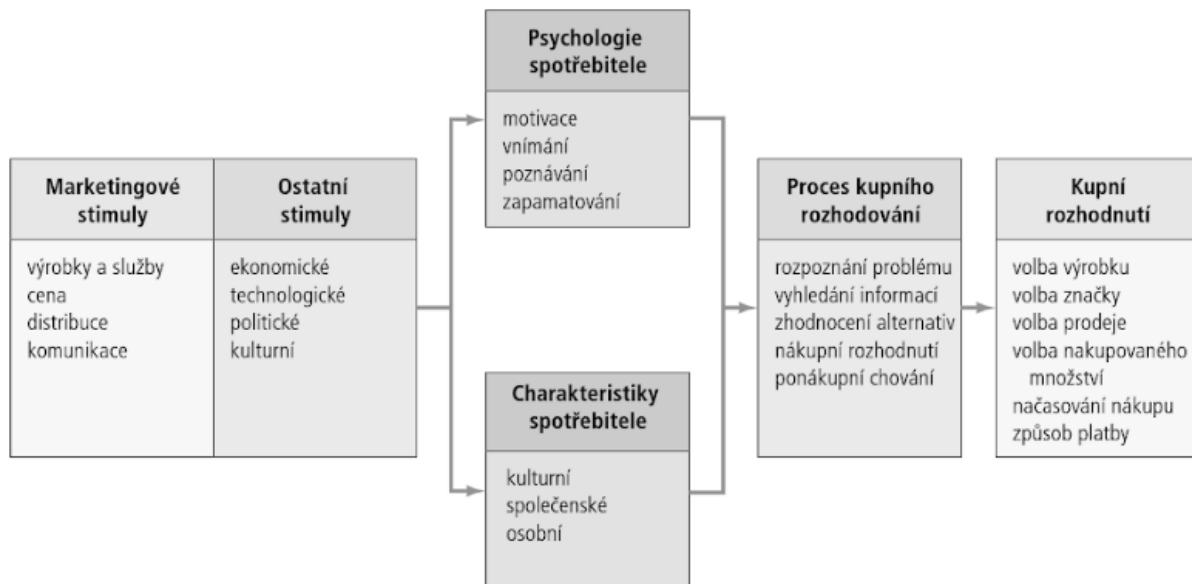 Marketingové
stimuly
výrobky a služby
cena
distribuce
komunikace
Ostatní
stimuly
ekonomické
technologické
politické
kulturní
Psychologie
spotřebitele
motivace
vnímání
poznávání
zapamatování
Charakteristiky
spotřebitele
kulturní
společenské
osobní
Proces kupního
rozhodování
rozpoznání problému
vyhledání informací
zhodnocení alternativ
nákupní rozhodnutí
ponákupní chování
Kupní
rozhodnutí
volba výrobku
volba značky
volba prodeje
volba nakupovaného
množství
načasování nákupu
způsob platby